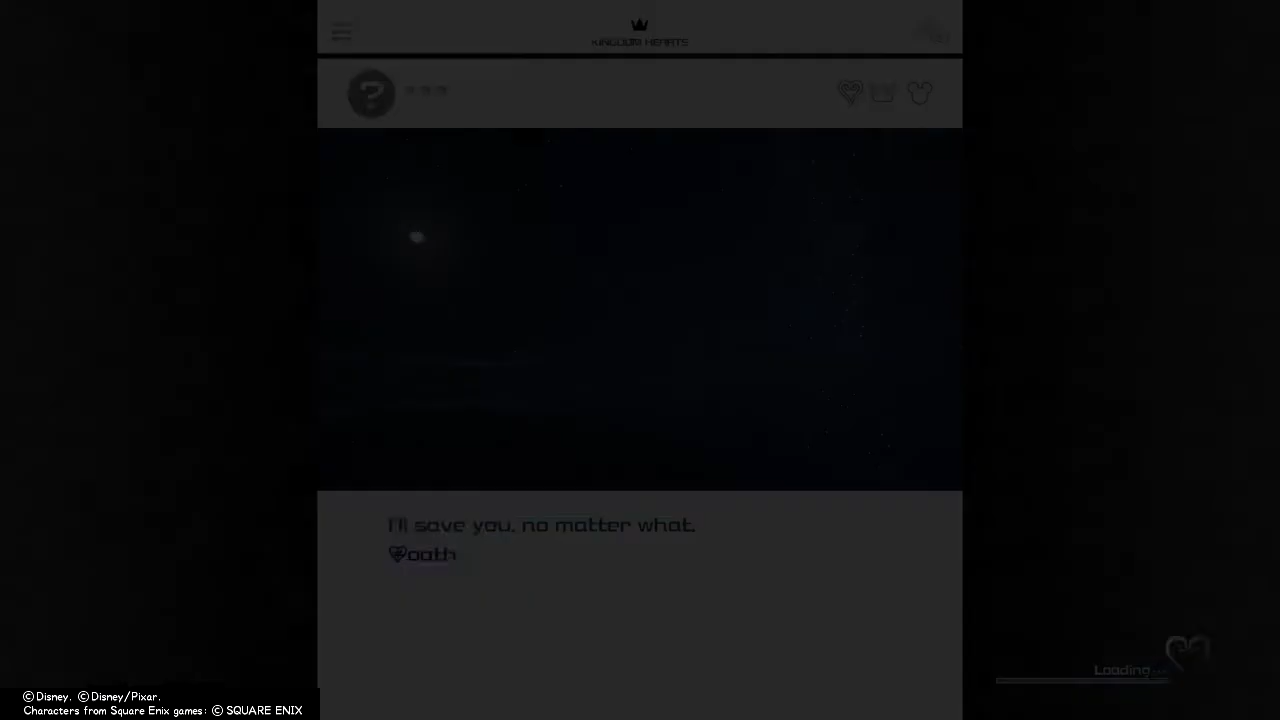 KINGDOM HEARTS
?
I'll save you, no matter what.
oath
Loading...
©Disney. ©Disney/Pixar.
Characters from Square Enix games: © SQUARE ENIX